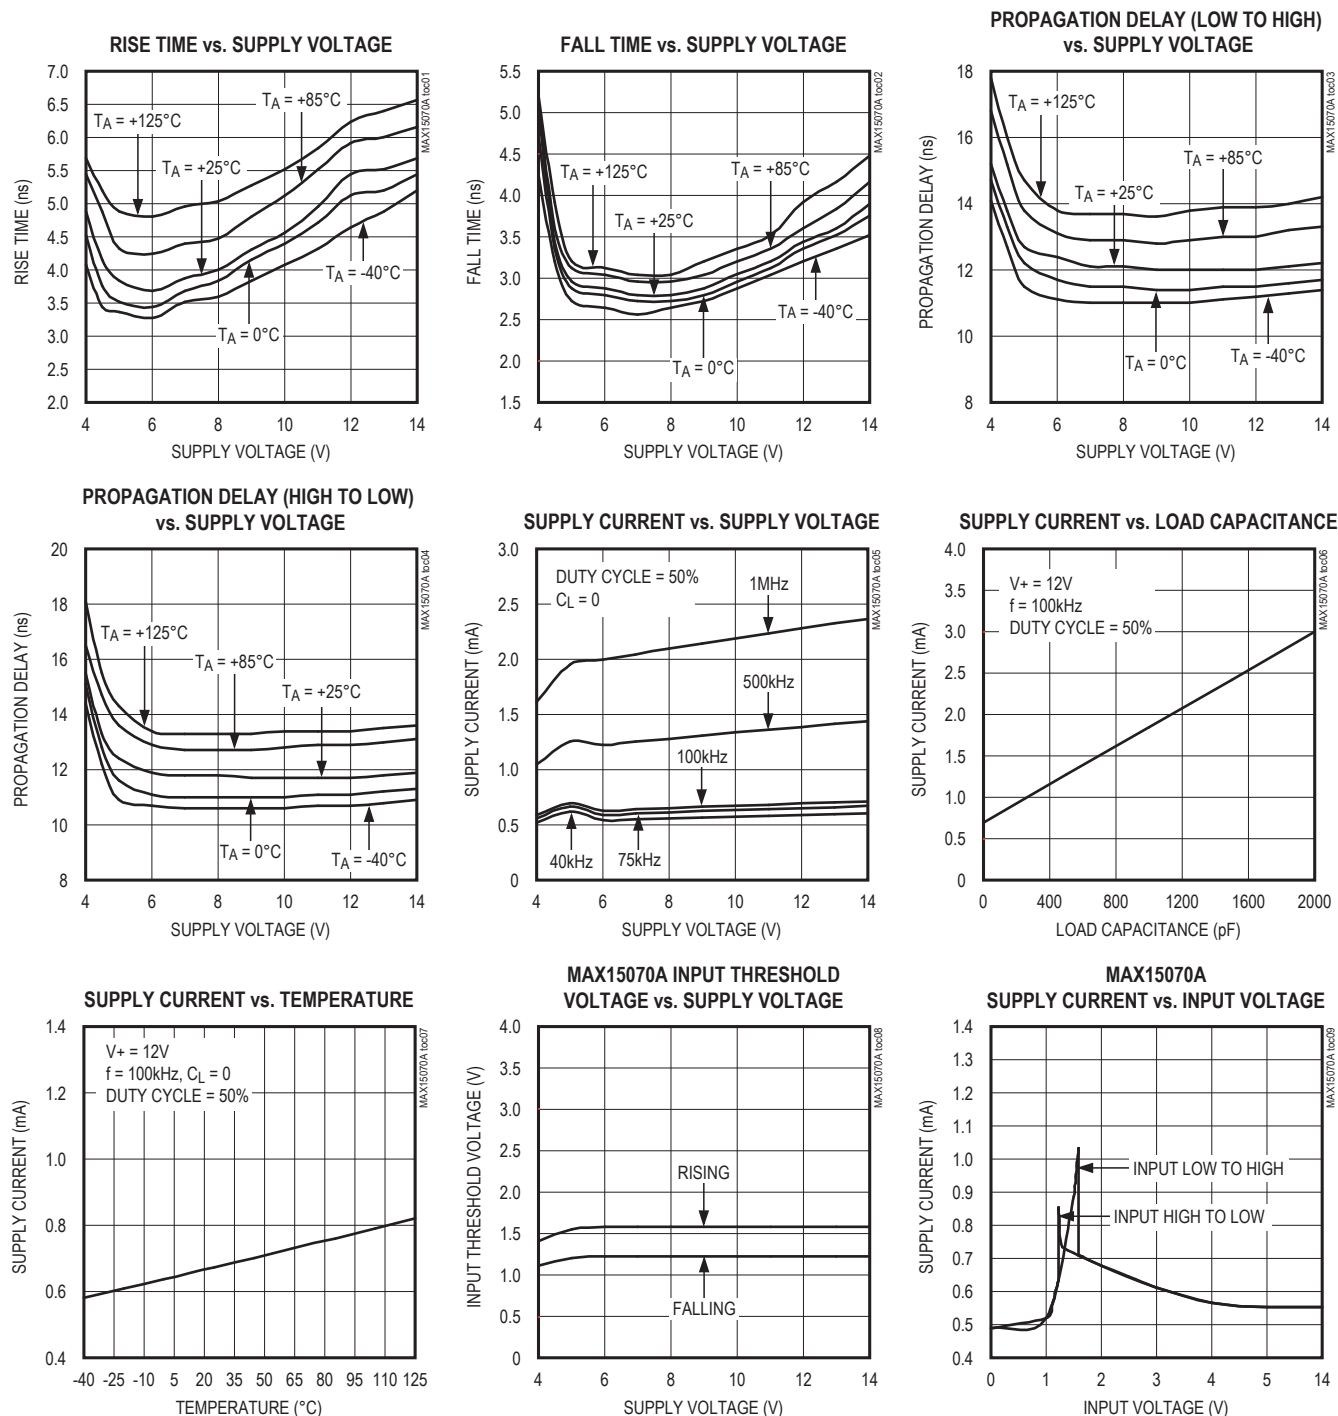 RISE TIME vs. SUPPLY VOLTAGE
MAX15070A toc01
RISE TIME (ns)
7.0
6.5
6.0
5.5
5.0
4.5
4.0
3.5
3.0
2.5
2.0
TA = +125°C
TA = +85°C
TA = +25°C
TA = -40°C
TA = 0°C
4 6 8 10 12 14
SUPPLY VOLTAGE (V)
FALL TIME vs. SUPPLY VOLTAGE
MAX15070A toc02
FALL TIME (ns)
5.5
5.0
4.5
4.0
3.5
3.0
2.5
2.0
1.5
TA = +125°C
TA = +85°C
TA = +25°C
TA = -40°C
TA = 0°C
4 6 8 10 12 14
SUPPLY VOLTAGE (V)
PROPAGATION DELAY (LOW TO HIGH)
vs. SUPPLY VOLTAGE
MAX15070A toc03
PROPAGATION DELAY (ns)
18
16
14
12
10
8
TA = +125°C
TA = +85°C
TA = +25°C
TA = 0°C
TA = -40°C
4 6 8 10 12 14
SUPPLY VOLTAGE (V)
PROPAGATION DELAY (HIGH TO LOW)
vs. SUPPLY VOLTAGE
MAX15070A toc04
PROPAGATION DELAY (ns)
20
18
16
14
12
10
8
TA = +125°C
TA = +85°C
TA = +25°C
TA = 0°C
TA = -40°C
4 6 8 10 12 14
SUPPLY VOLTAGE (V)
SUPPLY CURRENT vs. SUPPLY VOLTAGE
MAX15070A toc05
SUPPLY CURRENT (mA)
3.0
2.5
2.0
1.5
1.0
0.5
0
DUTY CYCLE = 50%
CL = 0
1MHz
500kHz
100kHz
40kHz
75kHz
4 6 8 10 12 14
SUPPLY VOLTAGE (V)
SUPPLY CURRENT vs. LOAD CAPACITANCE
MAX15070A toc06
SUPPLY CURRENT (mA)
4.0
3.5
3.0
2.5
2.0
1.5
1.0
0.5
0
V+ = 12V
f = 100kHz
DUTY CYCLE = 50%
0 400 800 1200 1600 2000
LOAD CAPACITANCE (pF)
SUPPLY CURRENT vs. TEMPERATURE
MAX15070A toc07
SUPPLY CURRENT (mA)
1.4
1.2
1.0
0.8
0.6
0.4
V+ = 12V
f = 100kHz, CL = 0
DUTY CYCLE = 50%
-40 -25 -10 5 20 35 50 65 80 95 110 125
TEMPERATURE (°C)
MAX15070A INPUT THRESHOLD
VOLTAGE vs. SUPPLY VOLTAGE
MAX15070A toc08
INPUT THRESHOLD VOLTAGE (V)
4.0
3.5
3.0
2.5
2.0
1.5
1.0
0.5
0
RISING
FALLING
4 6 8 10 12 14
SUPPLY VOLTAGE (V)
MAX15070A
SUPPLY CURRENT vs. INPUT VOLTAGE
MAX15070A toc09
SUPPLY CURRENT (mA)
1.4
1.3
1.2
1.1
1.0
0.9
0.8
0.7
0.6
0.5
0.4
INPUT LOW TO HIGH
INPUT HIGH TO LOW
0 1 2 3 4 5 14
INPUT VOLTAGE (V)